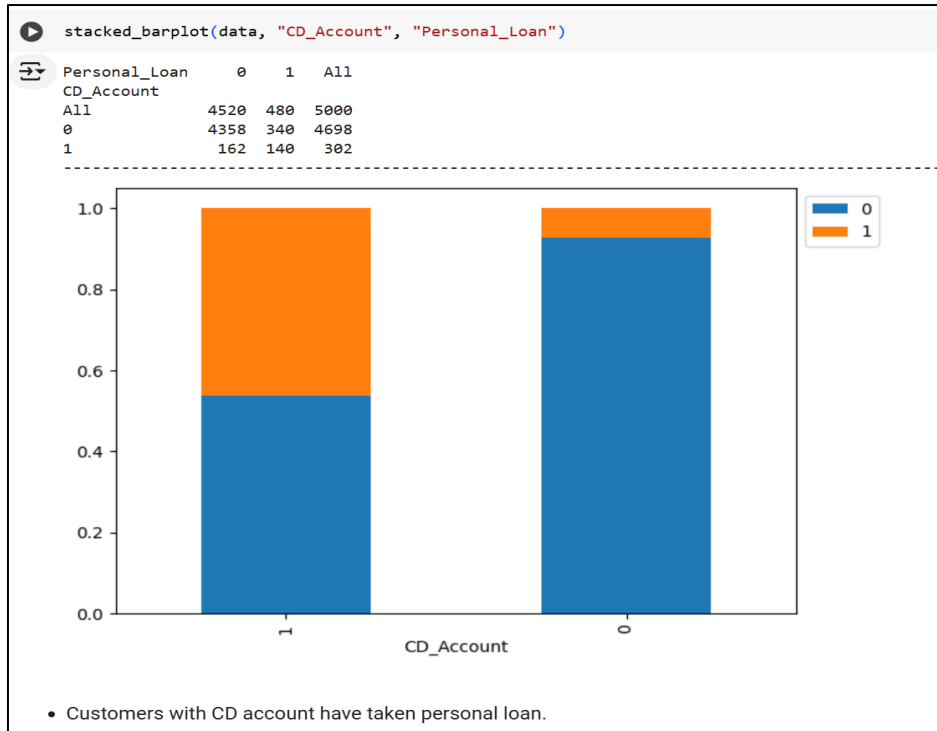 stacked_barplot(data, "CD_Account", "Personal_Loan")
Personal_Loan 0 1 All
CD_Account
All 4520 480 5000
0 4358 340 4698
1 162 140 302
------------------------------------------------------------------------------------------------------------------------
1.0
0
1
0.8
0.6
0.4
0.2
0.0
1 0
CD_Account
• Customers with CD account have taken personal loan.